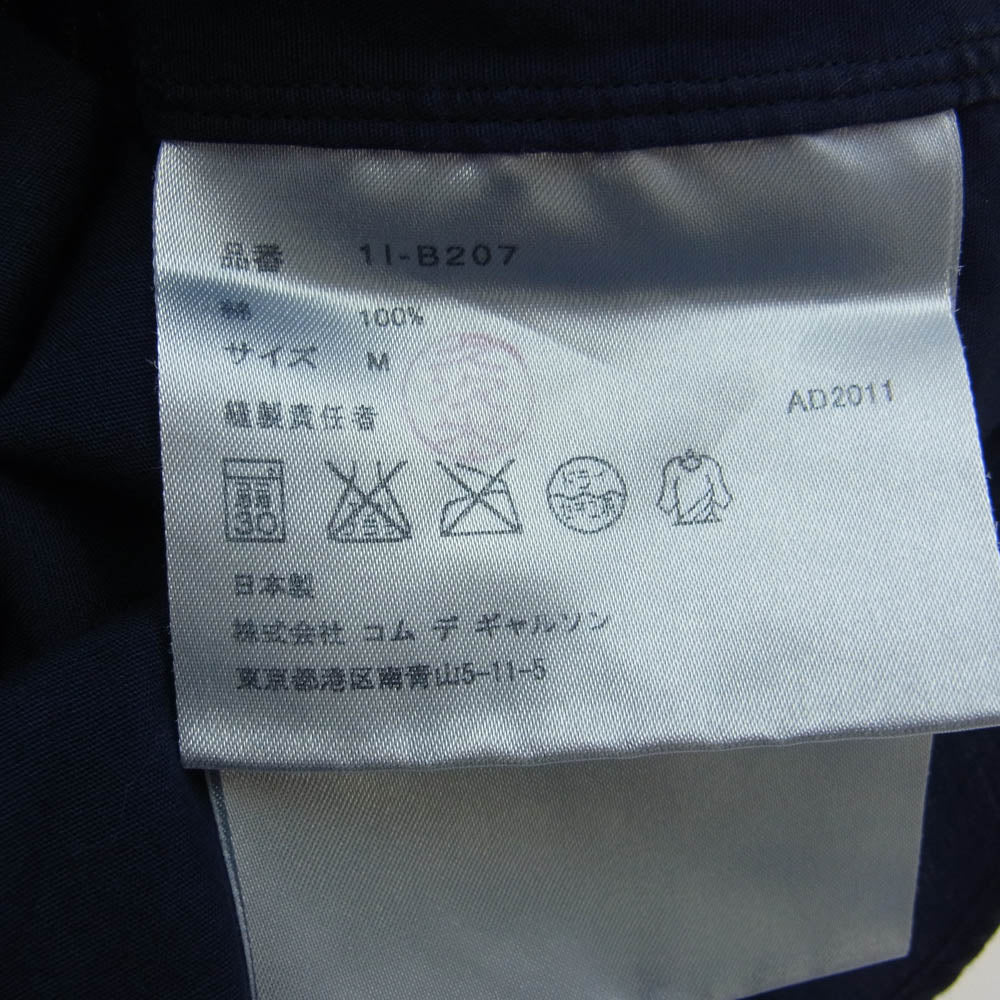 品番 1I-B207
100%
サイズ M
縫製責任者
AD2011
30
日本製
株式会社 コム デ ギャルソン
東京都港区南青山5-11-5